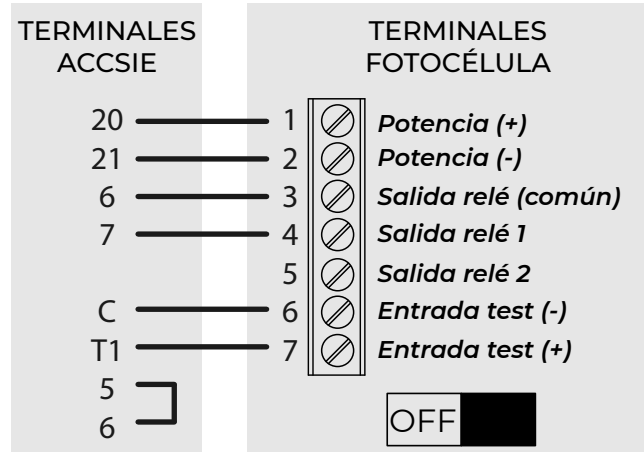 TERMINALES
ACCSIE
TERMINALES
FOTOCÉLULA
20 1 Potencia (+)
21 2 Potencia (-)
6 3 Salida relé (común)
7 4 Salida relé 1
5 Salida relé 2
C 6 Entrada test (-)
T1 7 Entrada test (+)
5
6
OFF